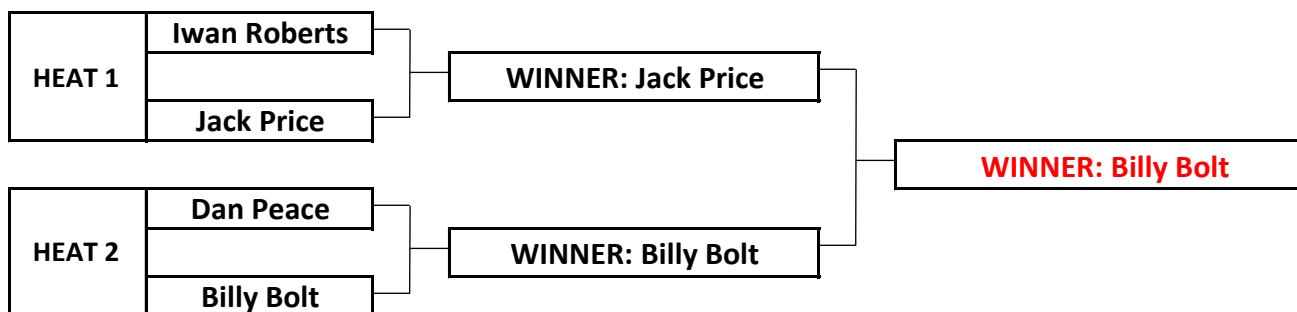 HEAT 1
Iwan Roberts
Jack Price
WINNER: Jack Price
HEAT 2
Dan Peace
Billy Bolt
WINNER: Billy Bolt
WINNER: Billy Bolt